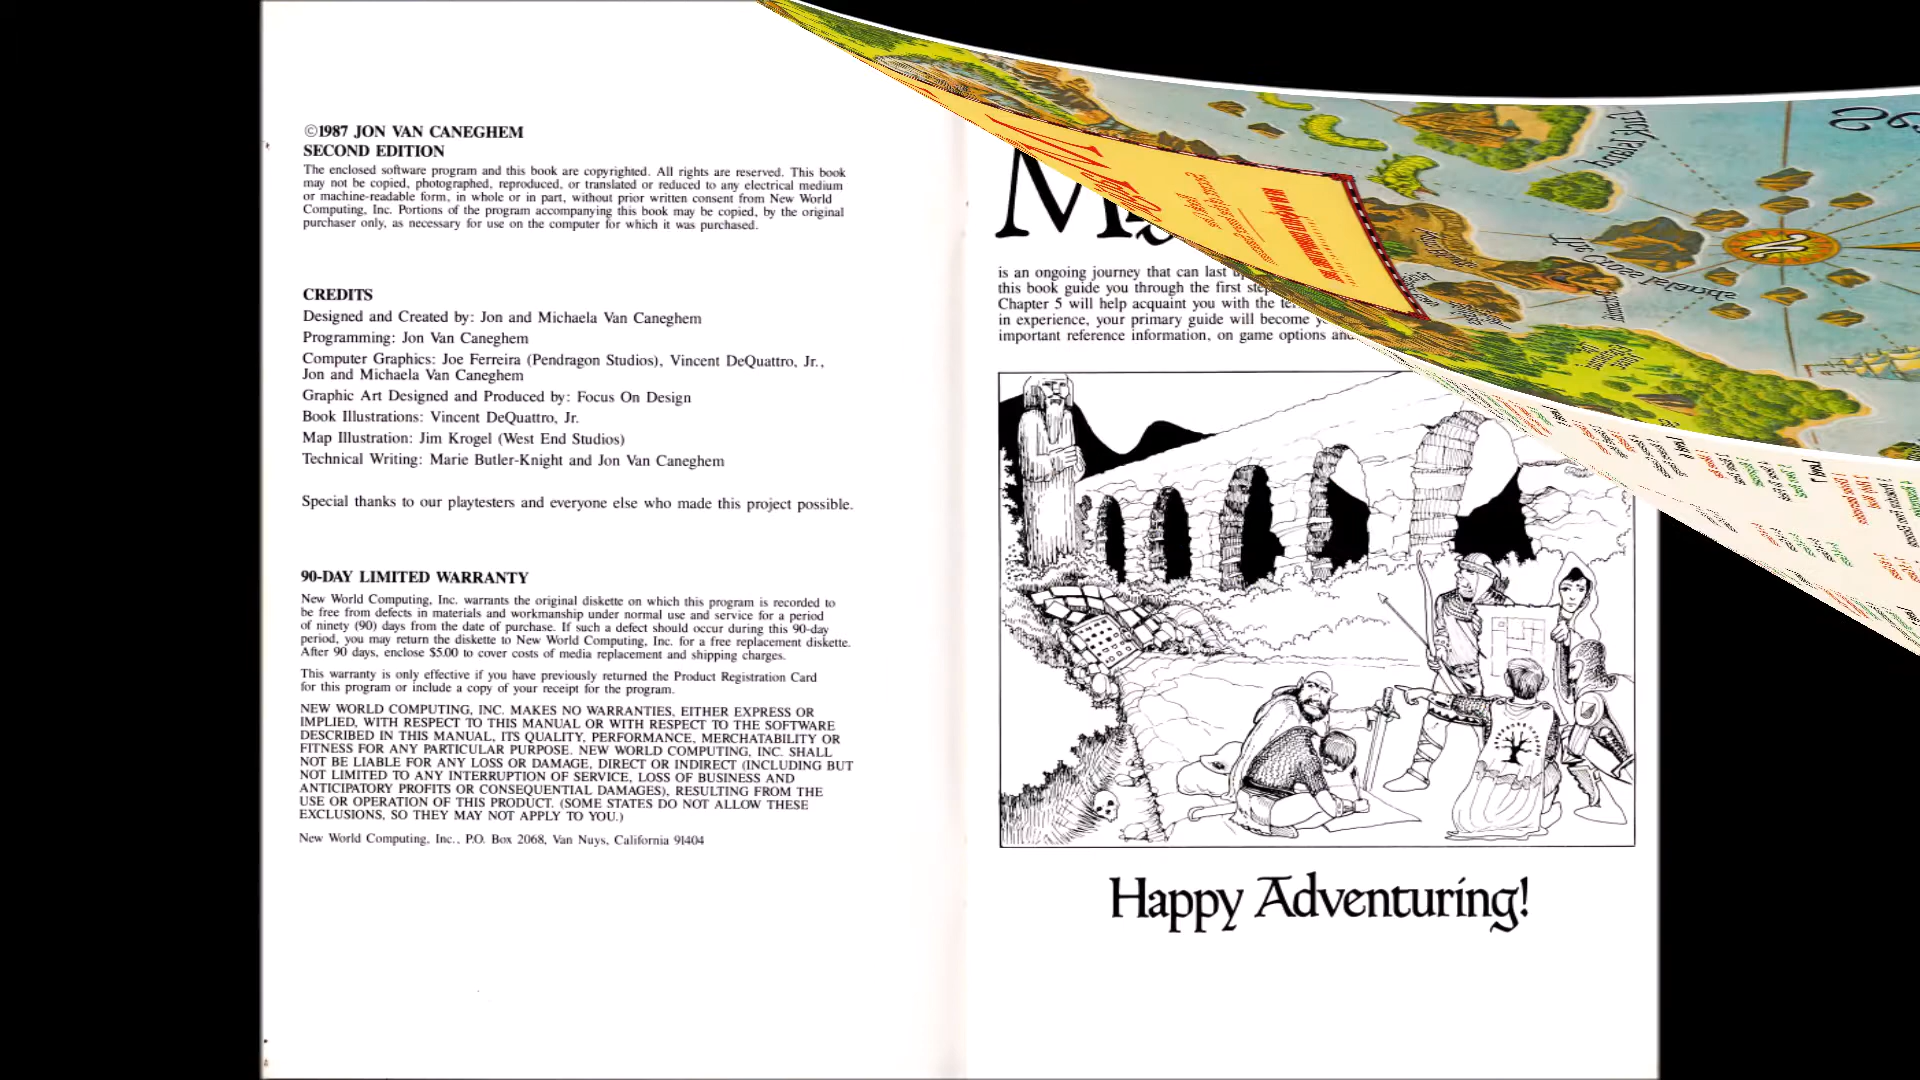 ©1987 JON VAN CANEGHEM
SECOND EDITION
The enclosed software program and this book are copyrighted. All rights are reserved. This book
may not be copied, photographed, reproduced, or translated or reduced to any electrical medium
or machine-readable form, in whole or in part, without prior written consent from New World
Computing, Inc. Portions of the program accompanying this book may be copied, by the original
purchaser only, as necessary for use on the computer for which it was purchased.
CREDITS
Designed and Created by: Jon and Michaela Van Caneghem
Programming: Jon Van Caneghem
Computer Graphics: Joe Ferreira (Pendragon Studios), Vincent DeQuattro, Jr.,
Jon and Michaela Van Caneghem
Graphic Art Designed and Produced by: Focus On Design
Book Illustrations: Vincent DeQuattro, Jr.
Map Illustration: Jim Krogel (West End Studios)
Technical Writing: Marie Butler-Knight and Jon Van Caneghem
Special thanks to our playtesters and everyone else who made this project possible.
90-DAY LIMITED WARRANTY
New World Computing, Inc. warrants the original diskette on which this program is recorded to
be free from defects in materials and workmanship under normal use and service for a period
of ninety (90) days from the date of purchase. If such a defect should occur during this 90-day
period, you may return the diskette to New World Computing, Inc. for a free replacement diskette.
After 90 days, enclose $5.00 to cover costs of media replacement and shipping charges.
This warranty is only effective if you have previously returned the Product Registration Card
for this program or include a copy of your receipt for the program.
NEW WORLD COMPUTING, INC. MAKES NO WARRANTIES, EITHER EXPRESS OR
IMPLIED, WITH RESPECT TO THIS MANUAL OR WITH RESPECT TO THE SOFTWARE
DESCRIBED IN THIS MANUAL, ITS QUALITY, PERFORMANCE, MERCHATABILITY OR
FITNESS FOR ANY PARTICULAR PURPOSE. NEW WORLD COMPUTING, INC. SHALL
NOT BE LIABLE FOR ANY LOSS OR DAMAGE, DIRECT OR INDIRECT (INCLUDING BUT
NOT LIMITED TO ANY INTERRUPTION OF SERVICE, LOSS OF BUSINESS AND
ANTICIPATORY PROFITS OR CONSEQUENTIAL DAMAGES), RESULTING FROM THE
USE OR OPERATION OF THIS PRODUCT. (SOME STATES DO NOT ALLOW THESE
EXCLUSIONS, SO THEY MAY NOT APPLY TO YOU.)
New World Computing, Inc., P.O. Box 2068, Van Nuys, California 91404
is an ongoing journey that can last
this book guide you through the first
Chapter 5 will help acquaint you with the
in experience, your primary guide will become
important reference information, on game options
Happy Adventuring!